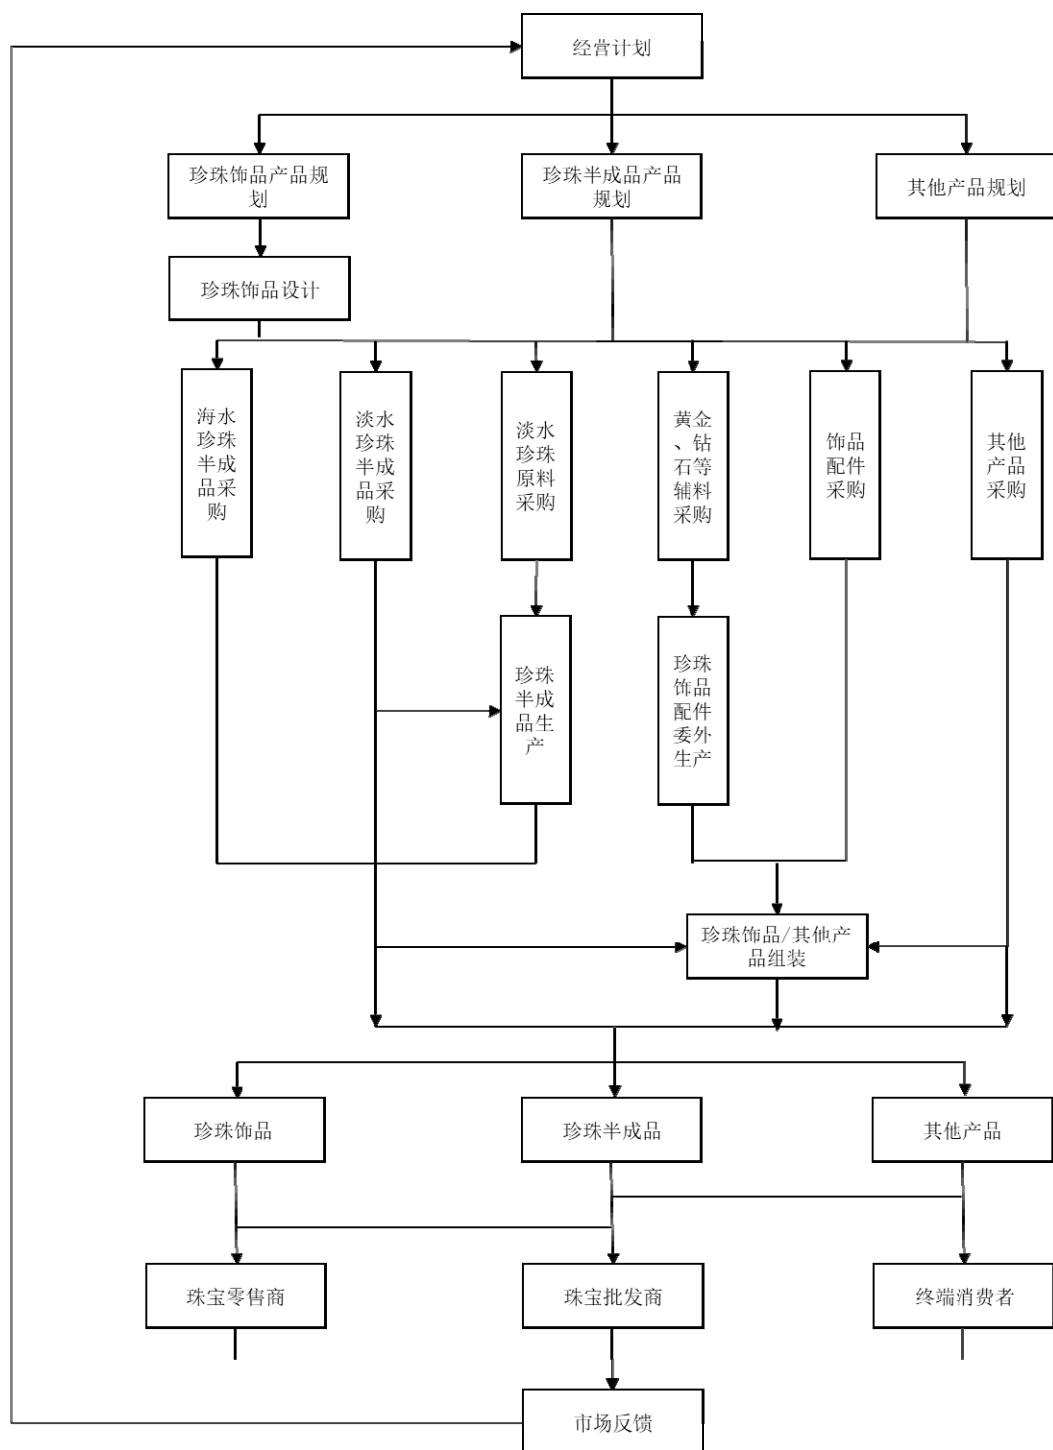 经营计划
珍珠饰品产品规
划
珍珠半成品产品
规划
其他产品规划
珍珠饰品设计
海水
珍珠
半成
品采
购
淡水
珍珠
半成
品采
购
淡水
珍珠
原料
采购
黄金
、钻
石等
辅料
采购
饰品
配件
采购
其他
产品
采购
珍珠
半成
品生
产
珍珠
饰品
配件
委外
生产
珍珠饰品/其他产
品组装
珍珠饰品
珍珠半成品
其他产品
珠宝零售商
珠宝批发商
终端消费者
市场反馈